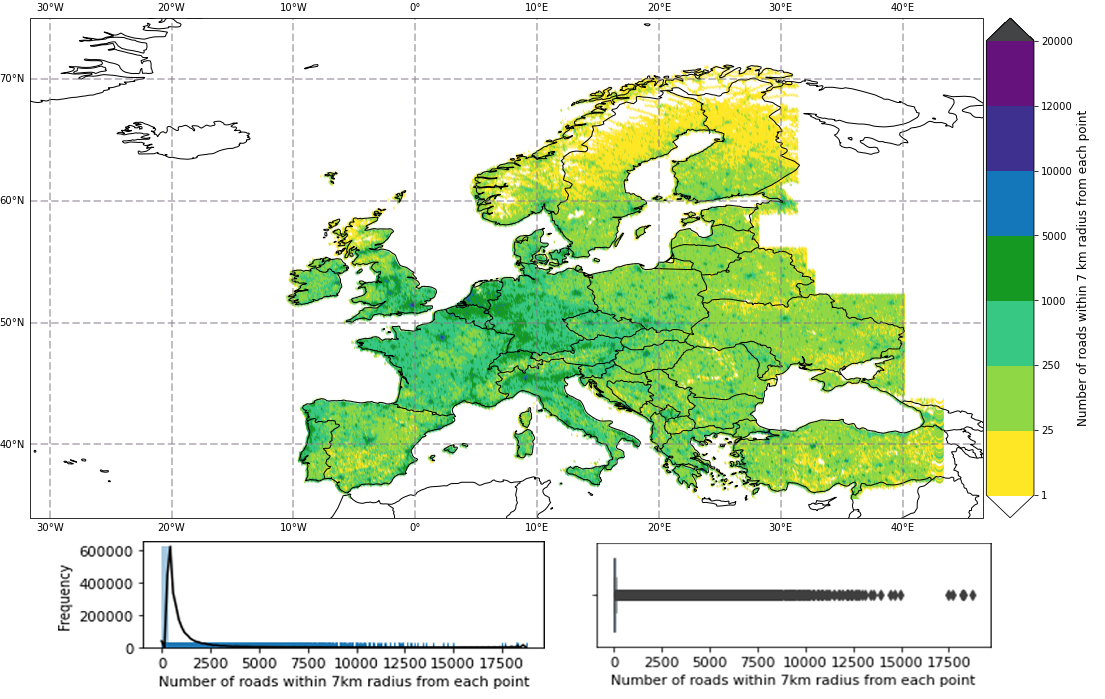 30°W 20°W 10°W 0° 10°E 20°E 30°E 40°E
70°N
60°N
50°N
40°N
30°W 20°W 10°W 0° 10°E 20°E 30°E 40°E
20000
12000
10000
5000
1000
250
25
1
Number of roads within 7 km radius from each point
600000
400000
200000
0
Frequency
0 2500 5000 7500 10000 12500 15000 17500
Number of roads within 7km radius from each point
0 2500 5000 7500 10000 12500 15000 17500
Number of roads within 7km radius from each point